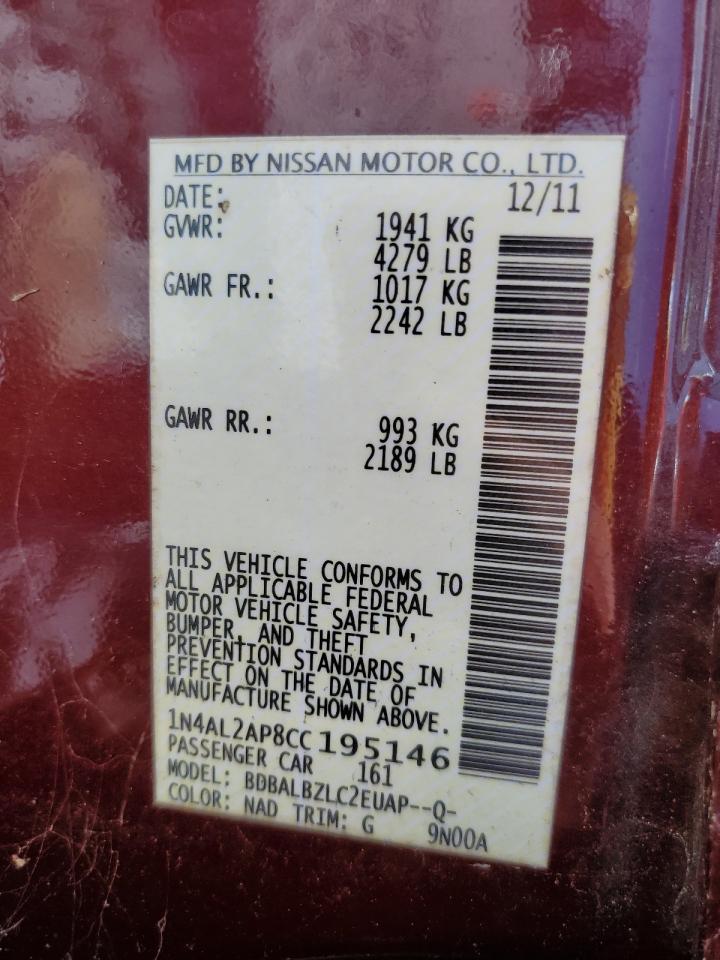 MFD BY NISSAN MOTOR CO., LTD.
DATE: 12/11
GVWR: 1941 KG
4279 LB
GAWR FR.: 1017 KG
2242 LB
GAWR RR.: 993 KG
2189 LB
THIS VEHICLE CONFORMS TO
ALL APPLICABLE FEDERAL
MOTOR VEHICLE SAFETY,
BUMPER, AND THEFT
PREVENTION STANDARDS IN
EFFECT ON THE DATE OF
MANUFACTURE SHOWN ABOVE.
1N4AL2AP8CC195146
PASSENGER CAR 161
MODEL: BDBALBZLC2EUAP--Q-
COLOR: NAD TRIM: G 9N00A